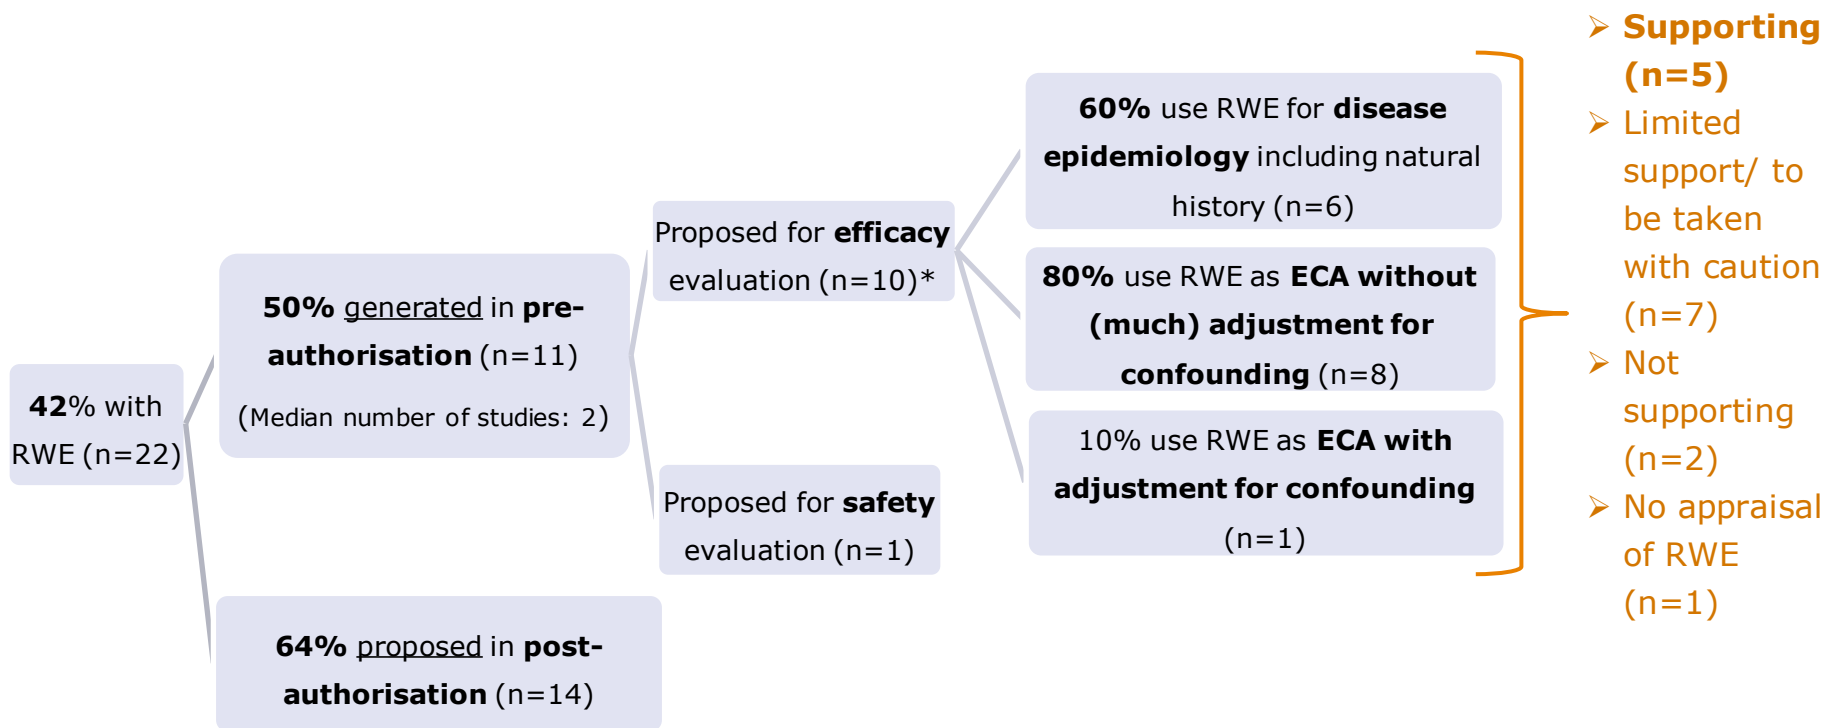 42% with
RWE (n=22)
50% generated in pre-
authorisation (n=11)
(Median number of studies: 2)
64% proposed in post-
authorisation (n=14)
Proposed for efficacy
evaluation (n=10)*
Proposed for safety
evaluation (n=1)
60% use RWE for disease
epidemiology including natural
history (n=6)
80% use RWE as ECA without
(much) adjustment for
confounding (n=8)
10% use RWE as ECA with
adjustment for confounding
(n=1)
➢ Supporting
(n=5)
➢ Limited
support/ to
be taken
with caution
(n=7)
➢ Not
supporting
(n=2)
➢ No appraisal
of RWE
(n=1)